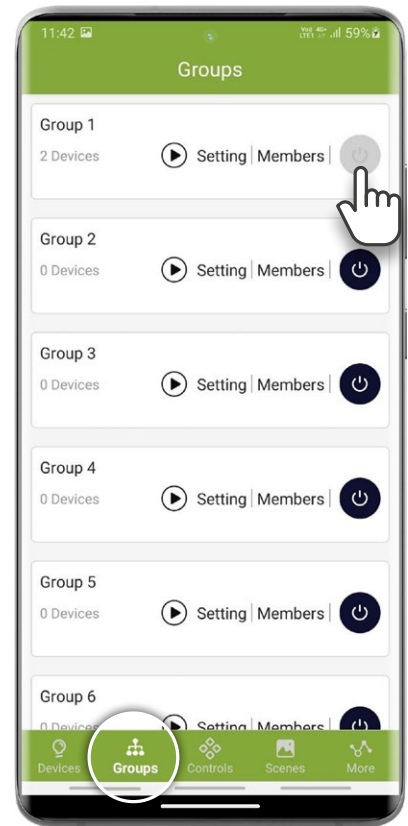 11:42 59%
Groups
Group 1
2 Devices Setting Members
Group 2
0 Devices Setting Members
Group 3
0 Devices Setting Members
Group 4
0 Devices Setting Members
Group 5
0 Devices Setting Members
Group 6
0 Devices Setting Members
Devices Groups Controls Scenes More